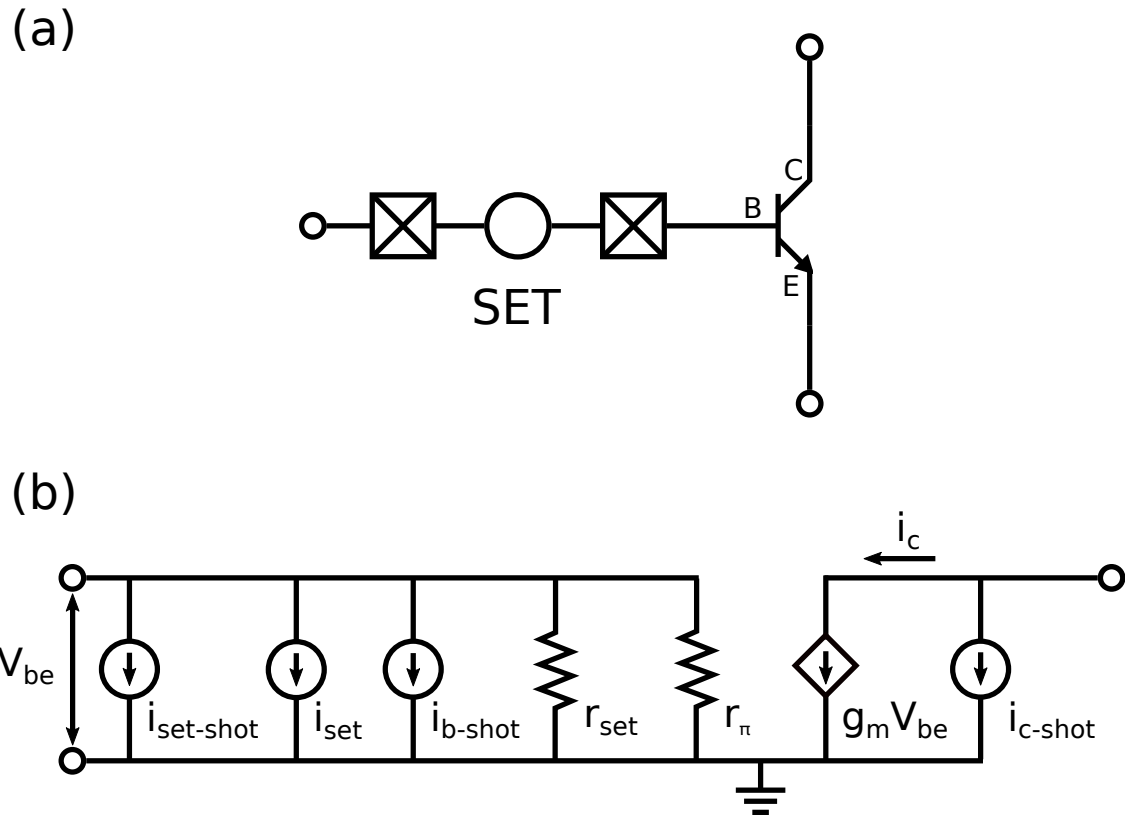 (a)
C
B
E
SET
(b)
i_c
V_be
i_set-shot
i_set
i_b-shot
r_set
r_π
g_mV_be
i_c-shot